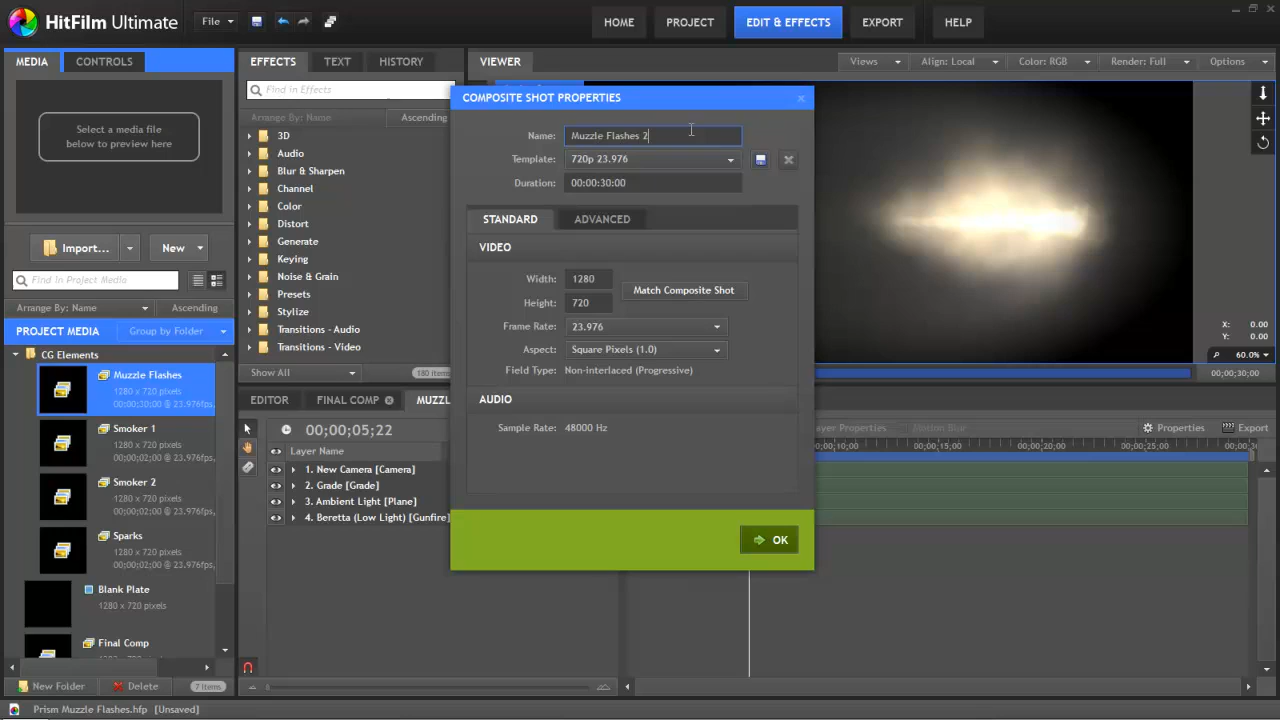 HitFilm Ultimate
File
HOME
PROJECT
EDIT & EFFECTS
EXPORT
HELP
MEDIA
CONTROLS
Select a media file
below to preview here
Import...
New
Find in Project Media
Arrange By: Name
Ascending
PROJECT MEDIA
Group by Folder
CG Elements
Muzzle Flashes
1280 x 720 pixels
00;00;30;00 @ 23.976fps,
Smoker 1
1280 x 720 pixels
00;00;02;00 @ 23.976fps,
Smoker 2
1280 x 720 pixels
00;00;02;00 @ 23.976fps,
Sparks
1280 x 720 pixels
00;00;02;00 @ 23.976fps,
Blank Plate
1280 x 720 pixels
Final Comp
1280 x 720 pixels
New Folder
Delete
7 items
Prism Muzzle Flashes.hfp
[Unsaved]
EFFECTS
TEXT
HISTORY
Find in Effects
Arrange By: Name
Ascending
3D
Audio
Blur & Sharpen
Channel
Color
Distort
Generate
Keying
Noise & Grain
Presets
Stylize
Transitions - Audio
Transitions - Video
Show All
180 items
VIEWER
Views
Align: Local
Color: RGB
Render: Full
Options
X: 0.00
Y: 0.00
60.0%
00;00;30;00
COMPOSITE SHOT PROPERTIES
Name: Muzzle Flashes 2
Template: 720p 23.976
Duration: 00:00:30:00
STANDARD
ADVANCED
VIDEO
Width: 1280
Height: 720
Match Composite Shot
Frame Rate: 23.976
Aspect: Square Pixels (1.0)
Field Type: Non-interlaced (Progressive)
AUDIO
Sample Rate: 48000 Hz
OK
EDITOR
FINAL COMP
MUZZL
00;00;05;22
Layer Name
1. New Camera [Camera]
2. Grade [Grade]
3. Ambient Light [Plane]
4. Beretta (Low Light) [Gunfire]
ayer Properties
Motion Blur
Properties
Export
00;00;10;00
00;00;15;00
00;00;20;00
00;00;25;00